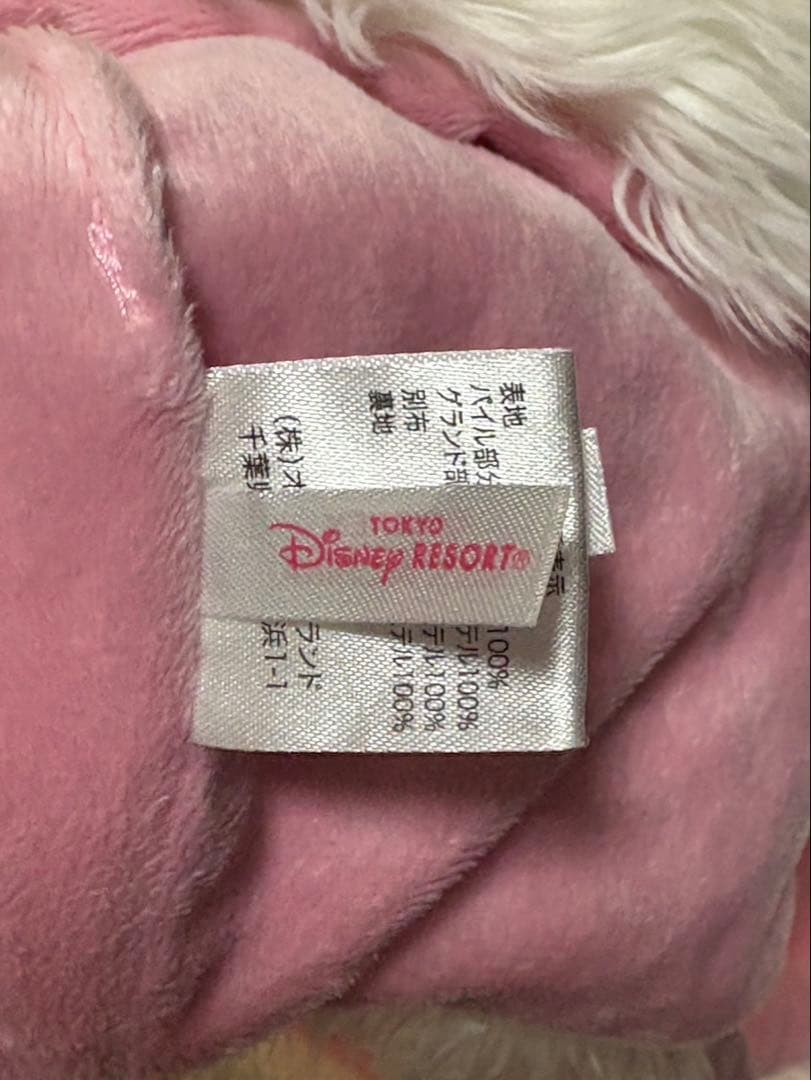 TOKYO
Disney RESORT®
表示
表地
100%
パイル部分
テル100%
グランド部
テル100%
別布
テル100%
裏地
(株)オ
ランド
千葉
浜1-1